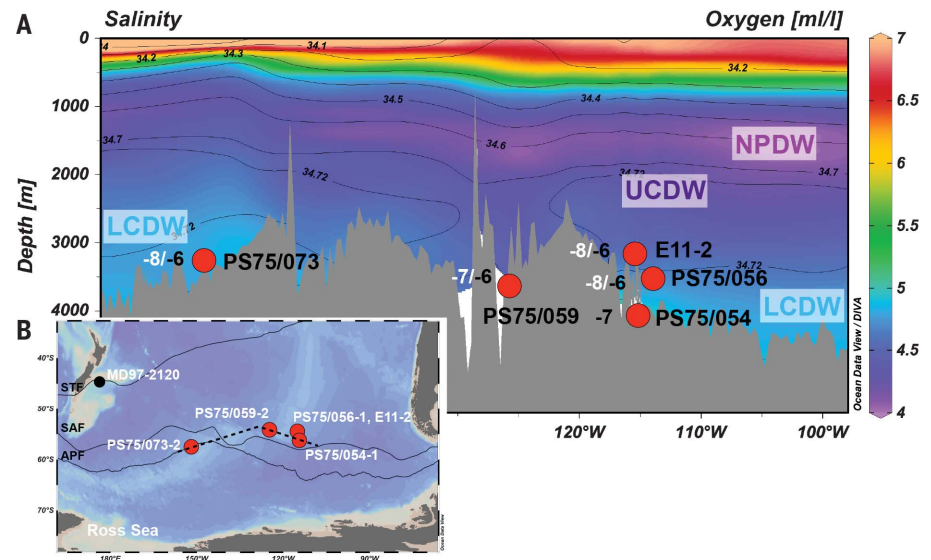 A
Salinity
Oxygen [ml/l]
0
1000
2000
3000
4000
Depth [m]
4
34.1
34.2
34.3
34.2
34.5
34.4
34.7
34.6
34.7
34.72
34.72
34.72
NPDW
UCDW
LCDW
LCDW
-8/-6
PS75/073
-7/-6
PS75/059
-8/-6
E11-2
-8/-6
PS75/056
-7
PS75/054
120°W
110°W
100°W
7
6.5
6
5.5
5
4.5
4
Ocean Data View / DIVA
B
40°S
50°S
60°S
70°S
STF
SAF
APF
MD97-2120
PS75/059-2
PS75/056-1, E11-2
PS75/073-2
PS75/054-1
Ross Sea
180°E
150°W
120°W
90°W
Ocean Data View